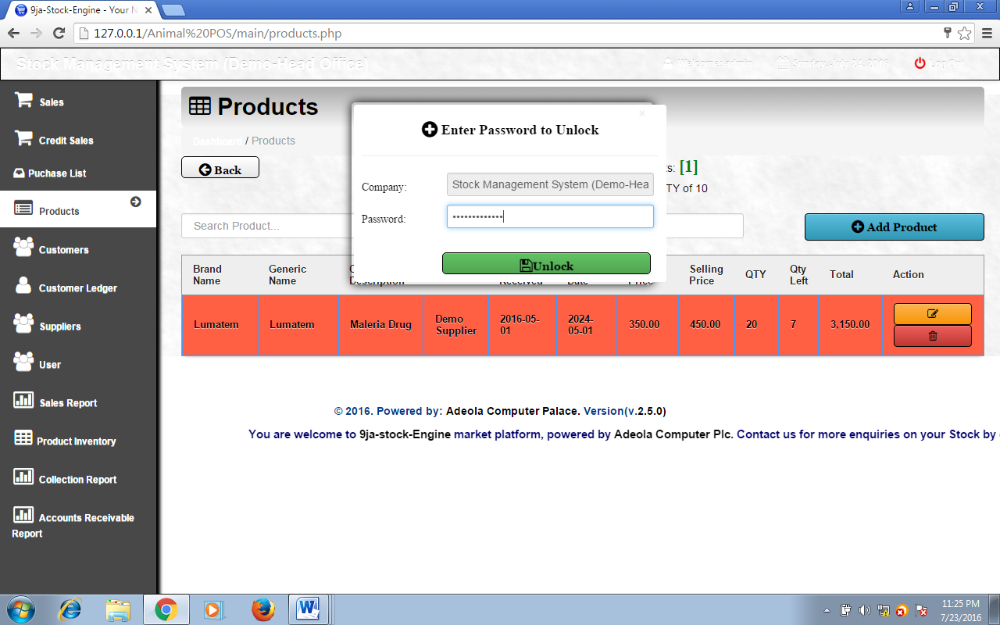 9ja-Stock-Engine - Your N
127.0.0.1/Animal%20POS/main/products.php
Stock Management System (Demo-Head Office)
Welcome: admin
Sunday, July 24, 2016
Log Out
Sales
Credit Sales
Puchase List
Products
Customers
Customer Ledger
Suppliers
User
Sales Report
Product Inventory
Collection Report
Accounts Receivable
Report
Products
Dashboard / Products
Back
[1]
TY of 10
Search Product...
Add Product
×
Enter Password to Unlock
Company: Stock Management System (Demo-Hea
Password: •••••••••••••
Unlock
Brand Name
Generic Name
Description
Received
Date
Price
Selling Price
QTY
Qty Left
Total
Action
Lumatem
Lumatem
Maleria Drug
Demo Supplier
2016-05-01
2024-05-01
350.00
450.00
20
7
3,150.00
© 2016. Powered by: Adeola Computer Palace. Version(v.2.5.0)
You are welcome to 9ja-stock-Engine market platform, powered by Adeola Computer Plc. Contact us for more enquiries on your Stock by
11:25 PM
7/23/2016